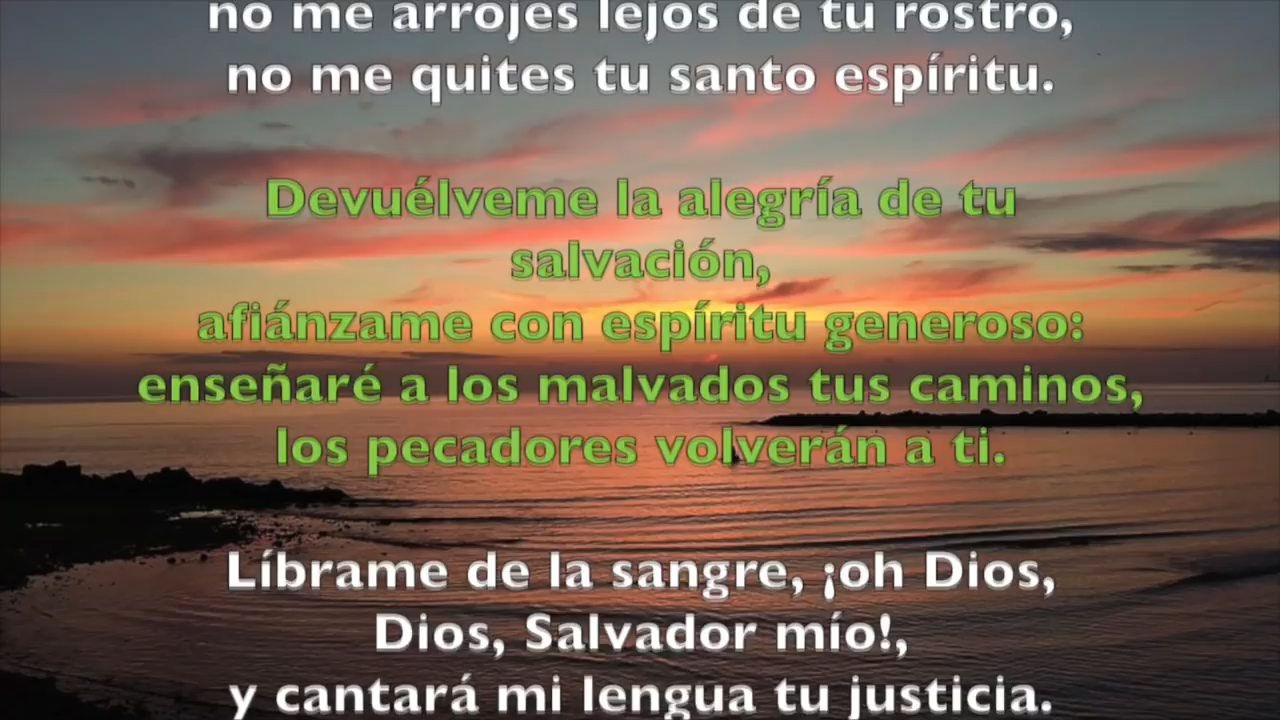 no me arrojes lejos de tu rostro,
no me quites tu santo espíritu.
Devuélveme la alegría de tu
salvación,
afiánzame con espíritu generoso:
enseñaré a los malvados tus caminos,
los pecadores volverán a ti.
Líbrame de la sangre, ¡oh Dios,
Dios, Salvador mío!,
y cantará mi lengua tu justicia.